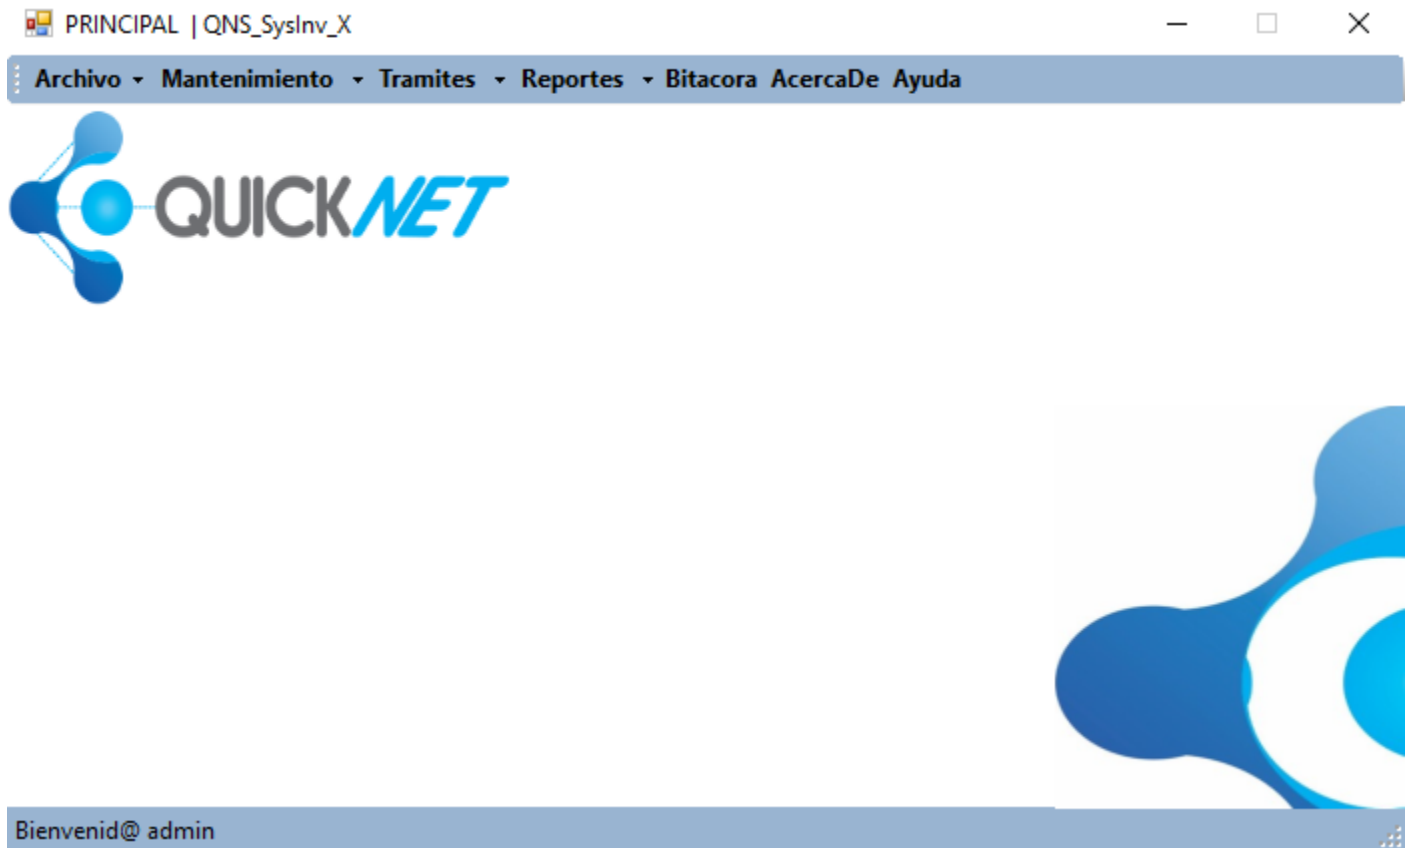 PRINCIPAL | QNS_SysInv_X
Archivo Mantenimiento Tramites Reportes Bitacora AcercaDe Ayuda
QUICKNET
Bienvenid@ admin